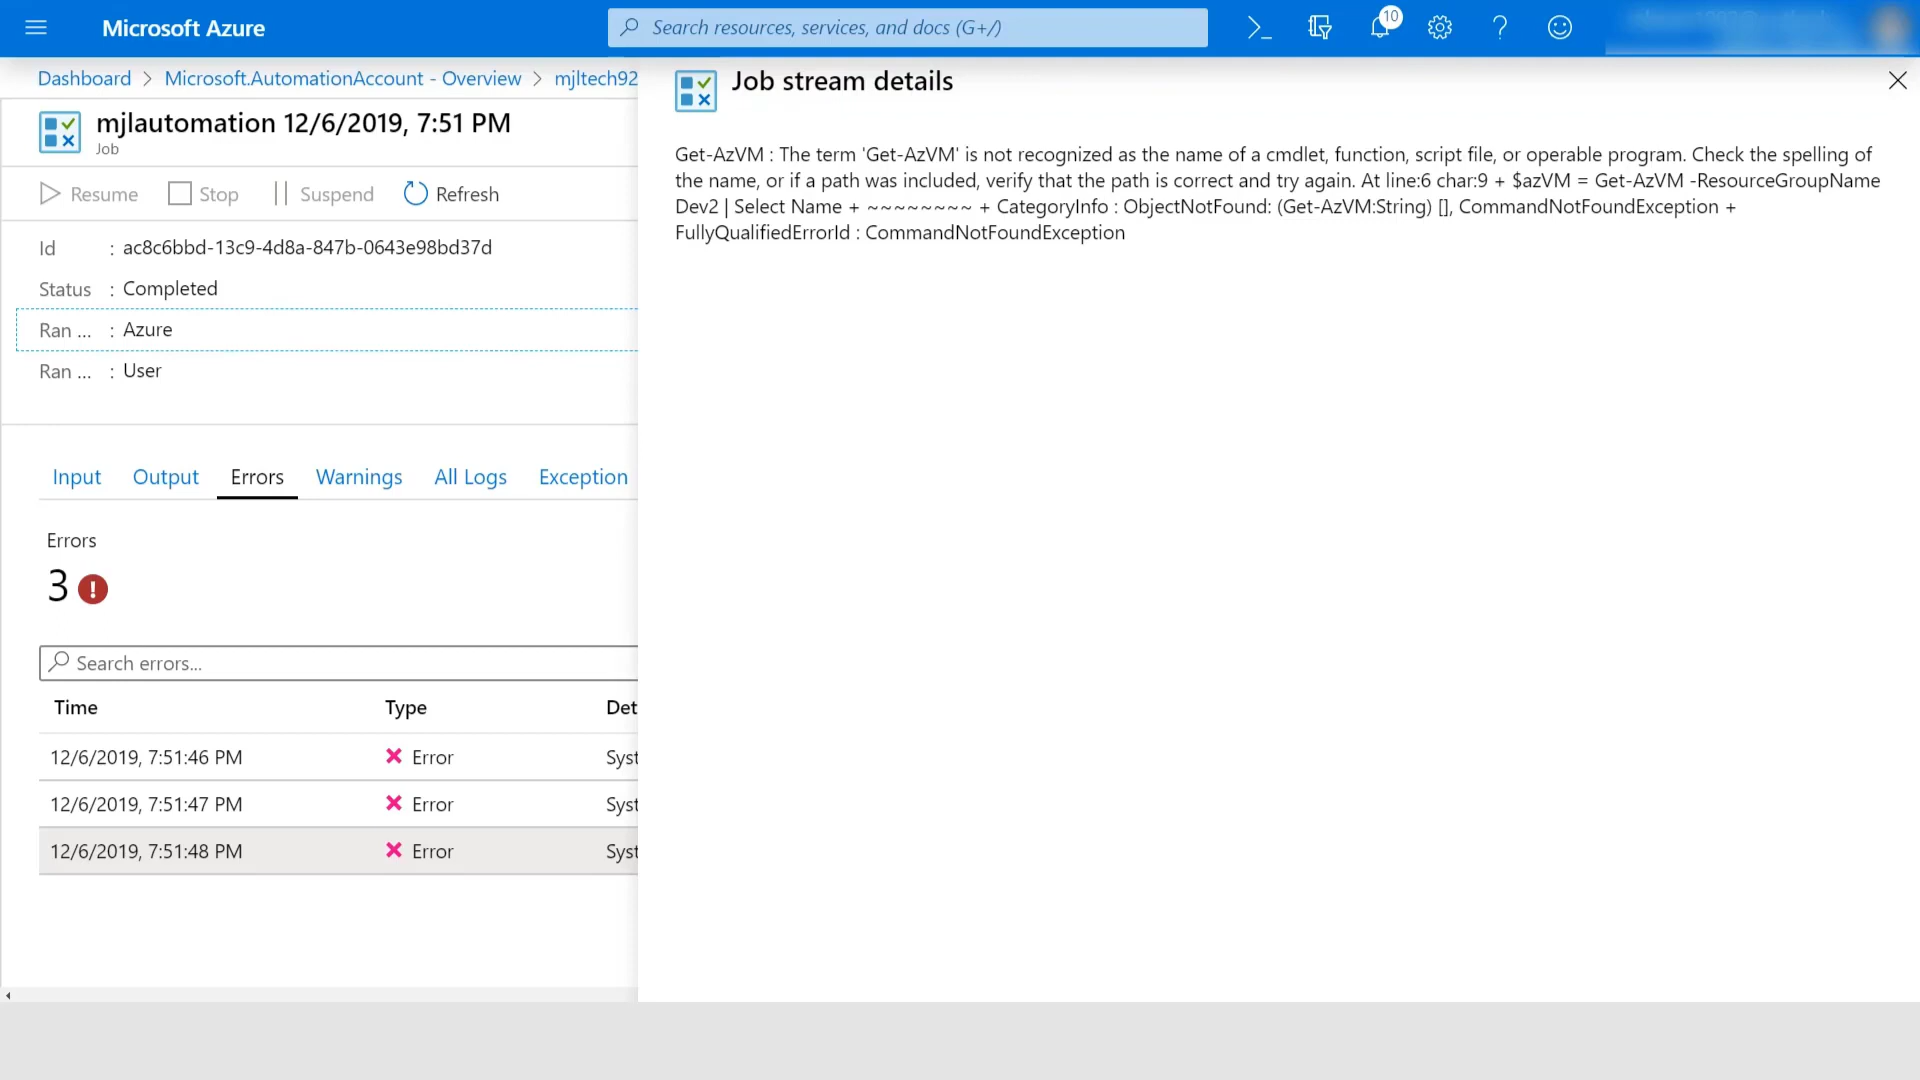 Microsoft Azure
Search resources, services, and docs (G+/)
10
Dashboard > Microsoft.AutomationAccount - Overview > mjltech92
mjlautomation 12/6/2019, 7:51 PM
Job
Resume Stop Suspend Refresh
Id : ac8c6bbd-13c9-4d8a-847b-0643e98bd37d
Status : Completed
Ran ... : Azure
Ran ... : User
Input Output Errors Warnings All Logs Exception
Errors
3
Search errors...
Time Type Det
12/6/2019, 7:51:46 PM Error Syst
12/6/2019, 7:51:47 PM Error Syst
12/6/2019, 7:51:48 PM Error Syst
Job stream details
Get-AzVM : The term 'Get-AzVM' is not recognized as the name of a cmdlet, function, script file, or operable program. Check the spelling of
the name, or if a path was included, verify that the path is correct and try again. At line:6 char:9 + $azVM = Get-AzVM -ResourceGroupName
Dev2 | Select Name + ~~~~~~~~ + CategoryInfo : ObjectNotFound: (Get-AzVM:String) [], CommandNotFoundException +
FullyQualifiedErrorId : CommandNotFoundException